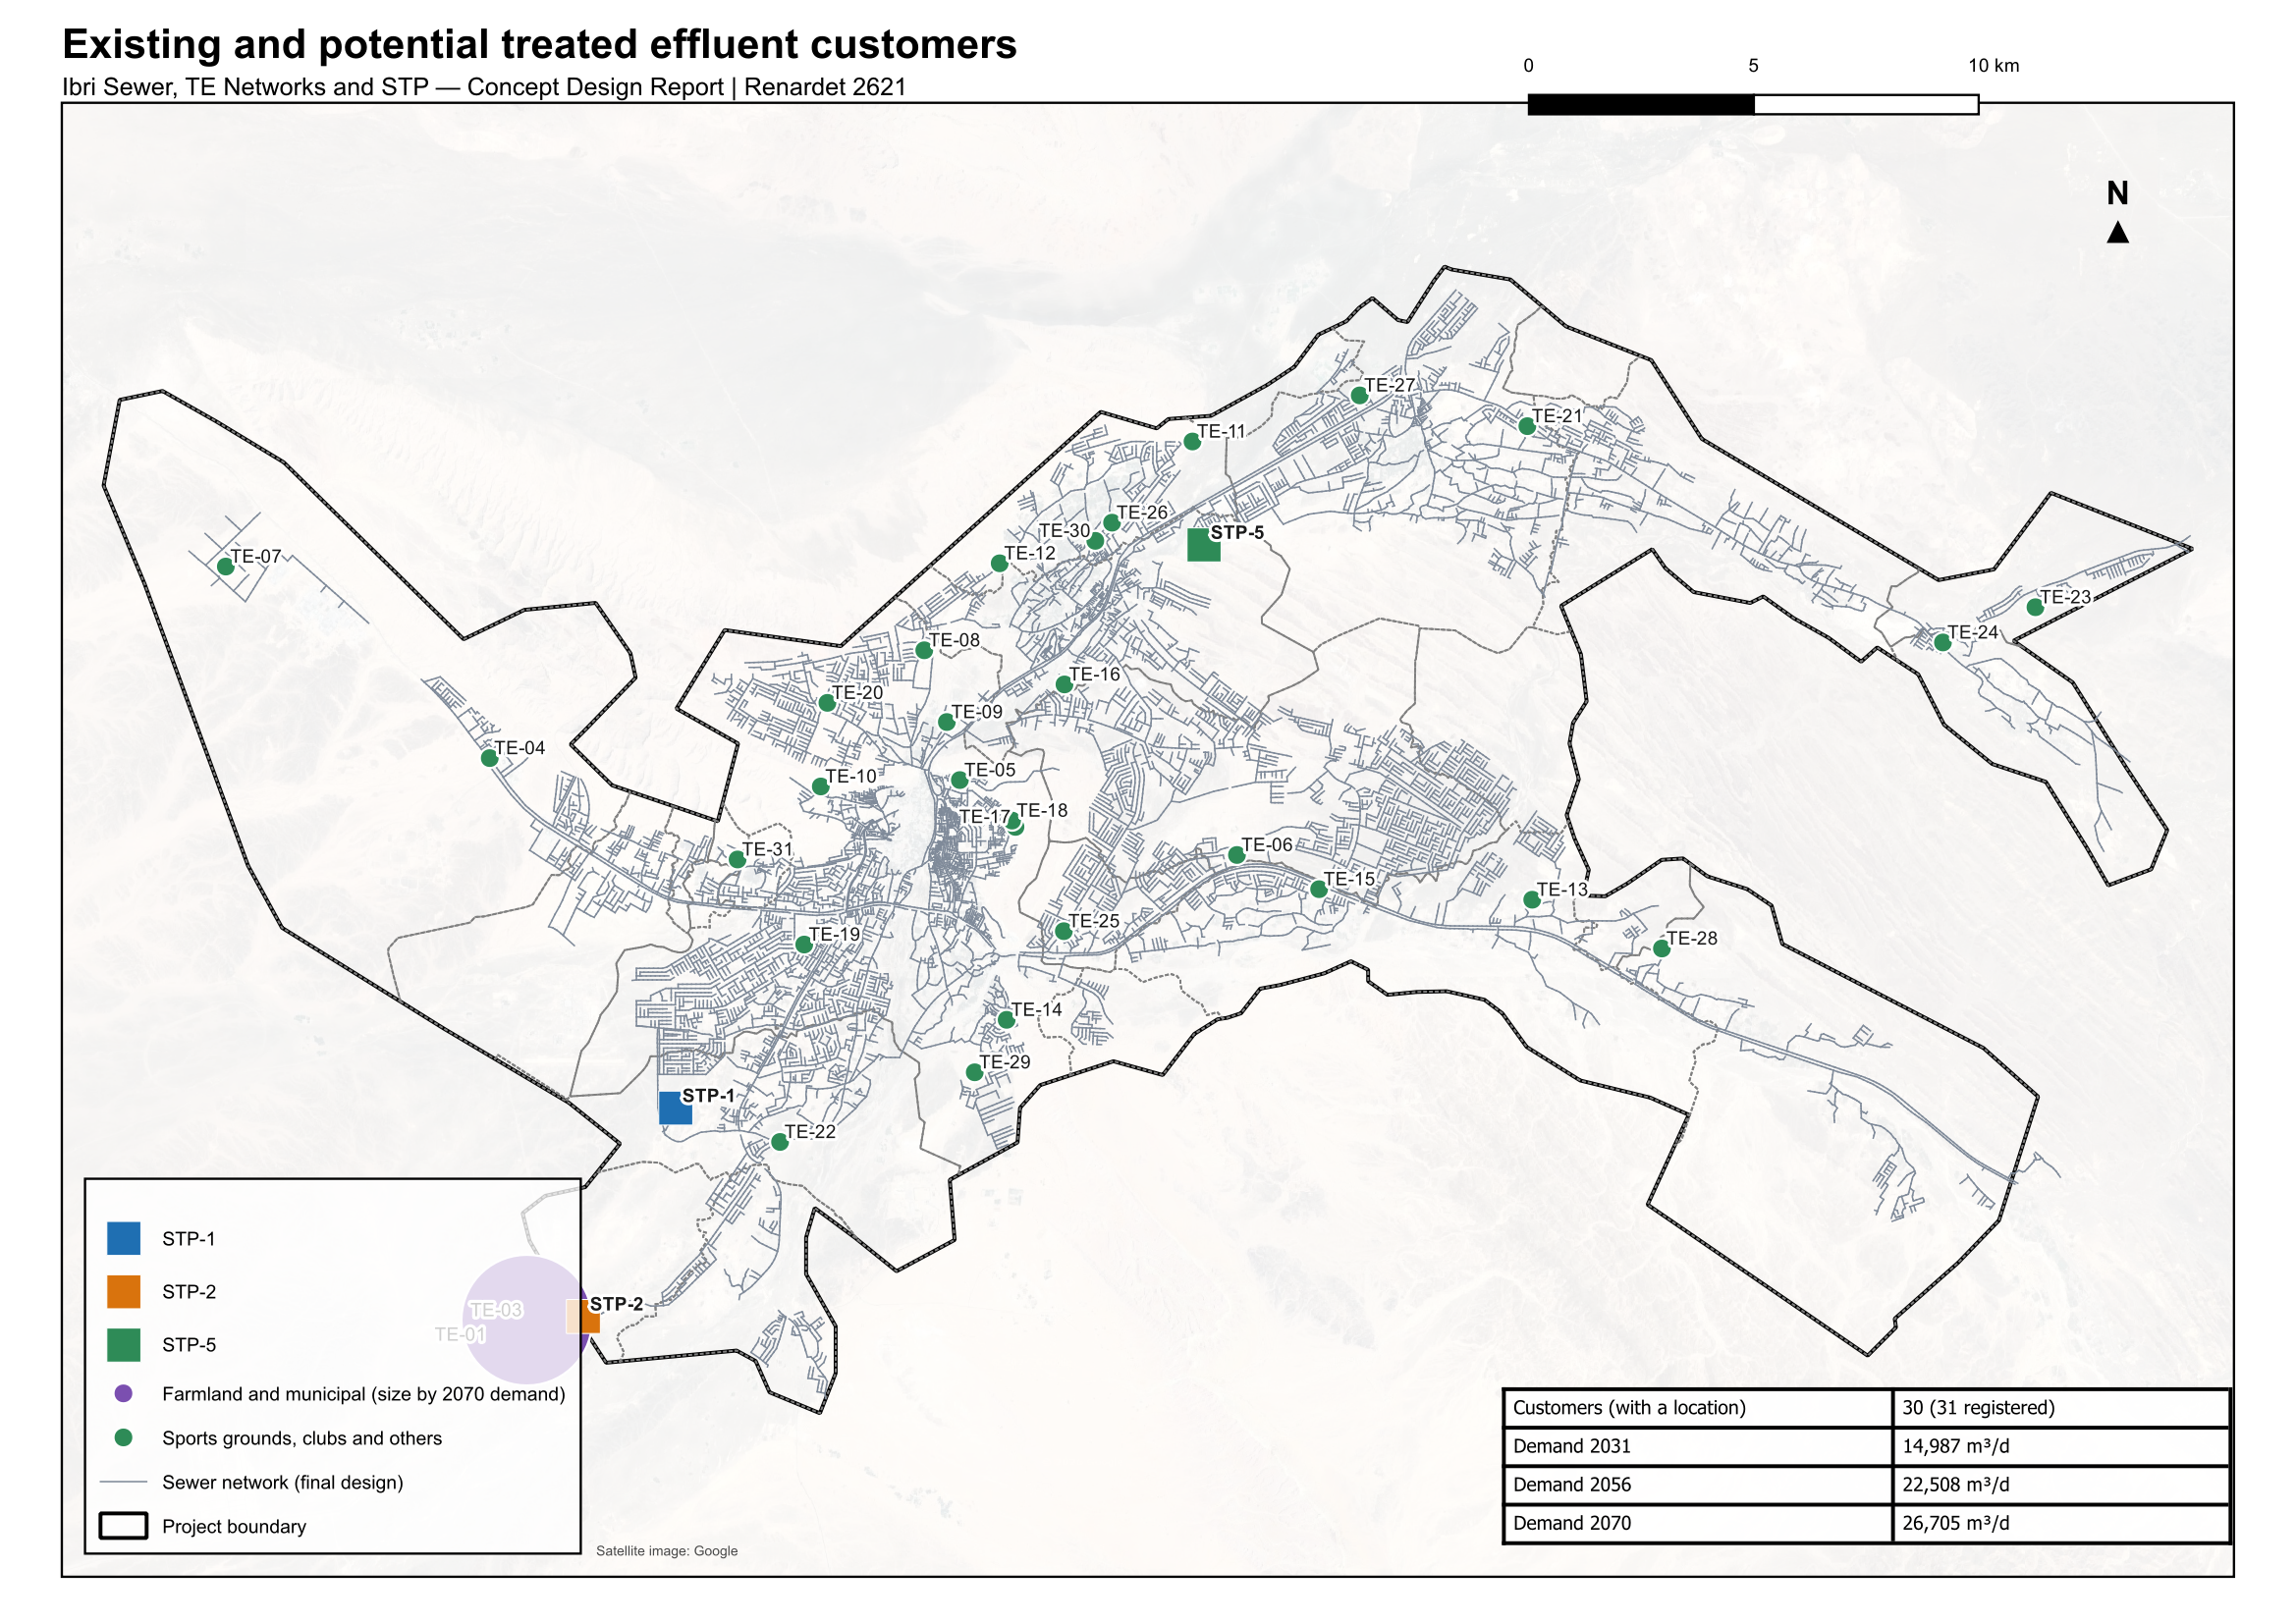 Existing and potential treated effluent customers
Ibri Sewer, TE Networks and STP — Concept Design Report | Renardet 2621
0 5 10 km
N
TE-27
TE-21
TE-11
TE-26
TE-30
STP-5
TE-12
TE-07
TE-23
TE-24
TE-08
TE-16
TE-20
TE-09
TE-04
TE-05
TE-10
TE-17
TE-18
TE-06
TE-31
TE-15
TE-13
TE-25
TE-19
TE-28
TE-14
TE-29
STP-1
TE-22
STP-2
TE-03
TE-01
STP-1
STP-2
STP-5
Farmland and municipal (size by 2070 demand)
Sports grounds, clubs and others
Sewer network (final design)
Project boundary
Satellite image: Google
Customers (with a location) 30 (31 registered)
Demand 2031 14,987 m³/d
Demand 2056 22,508 m³/d
Demand 2070 26,705 m³/d